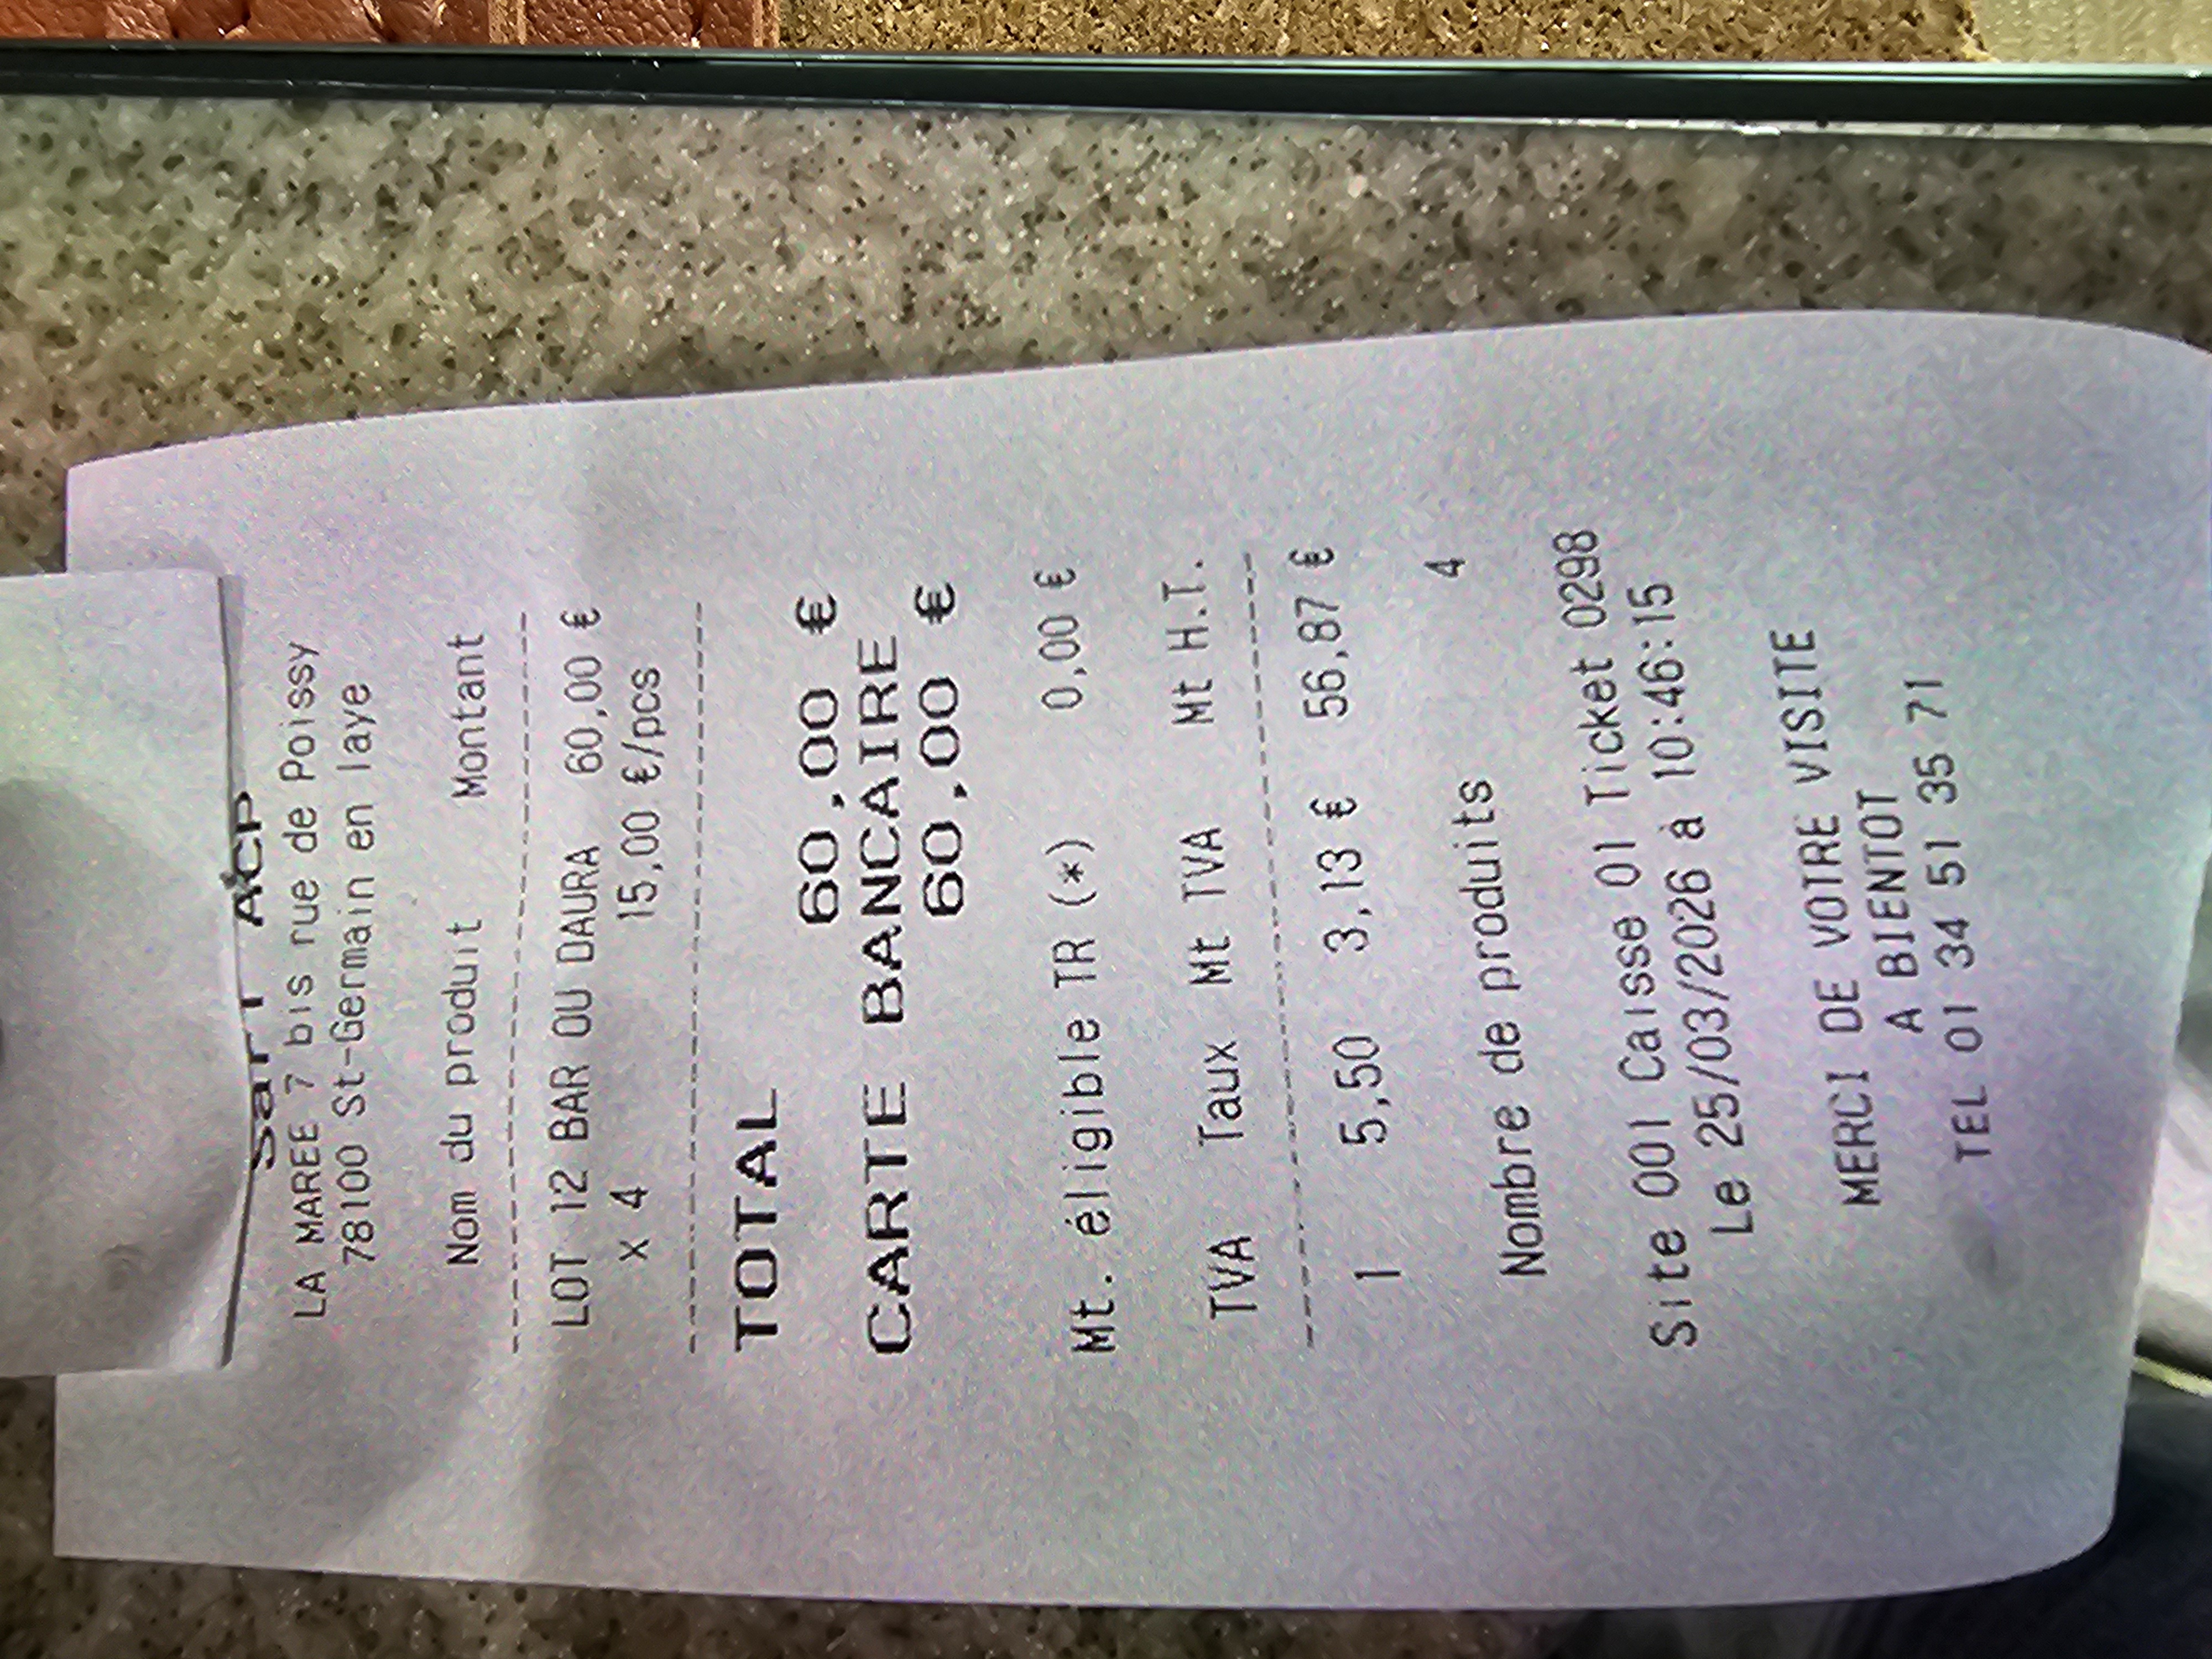 Sarl ACP
LA MAREE 7 bis rue de Poissy
78100 St-Germain en laye
Nom du produit Montant
LOT 12 BAR OU DAURA 60,00 €
x 4 15,00 €/pcs
TOTAL
60,00 €
CARTE BANCAIRE
60,00 €
Mt. éligible TR (*) 0,00 €
TVA Taux Mt TVA Mt H.T.
1 5,50 3,13 € 56,87 €
Nombre de produits 4
Site 001 Caisse 01 Ticket 0298
Le 25/03/2026 à 10:46:15
MERCI DE VOTRE VISITE
A BIENTOT
TEL 01 34 51 35 71